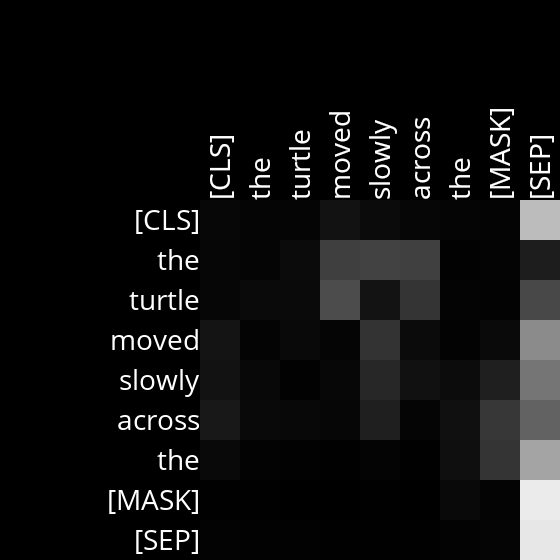 [CLS] the turtle moved slowly across the [MASK] [SEP]
[CLS]
the
turtle
moved
slowly
across
the
[MASK]
[SEP]